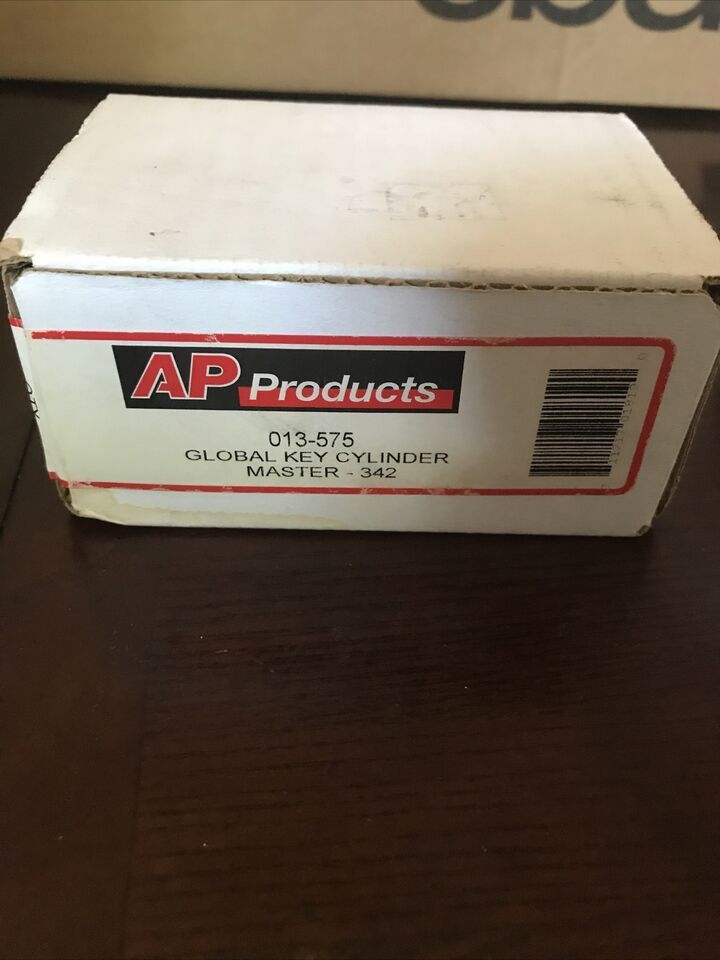 AP Products
013-575
GLOBAL KEY CYLINDER
MASTER - 342